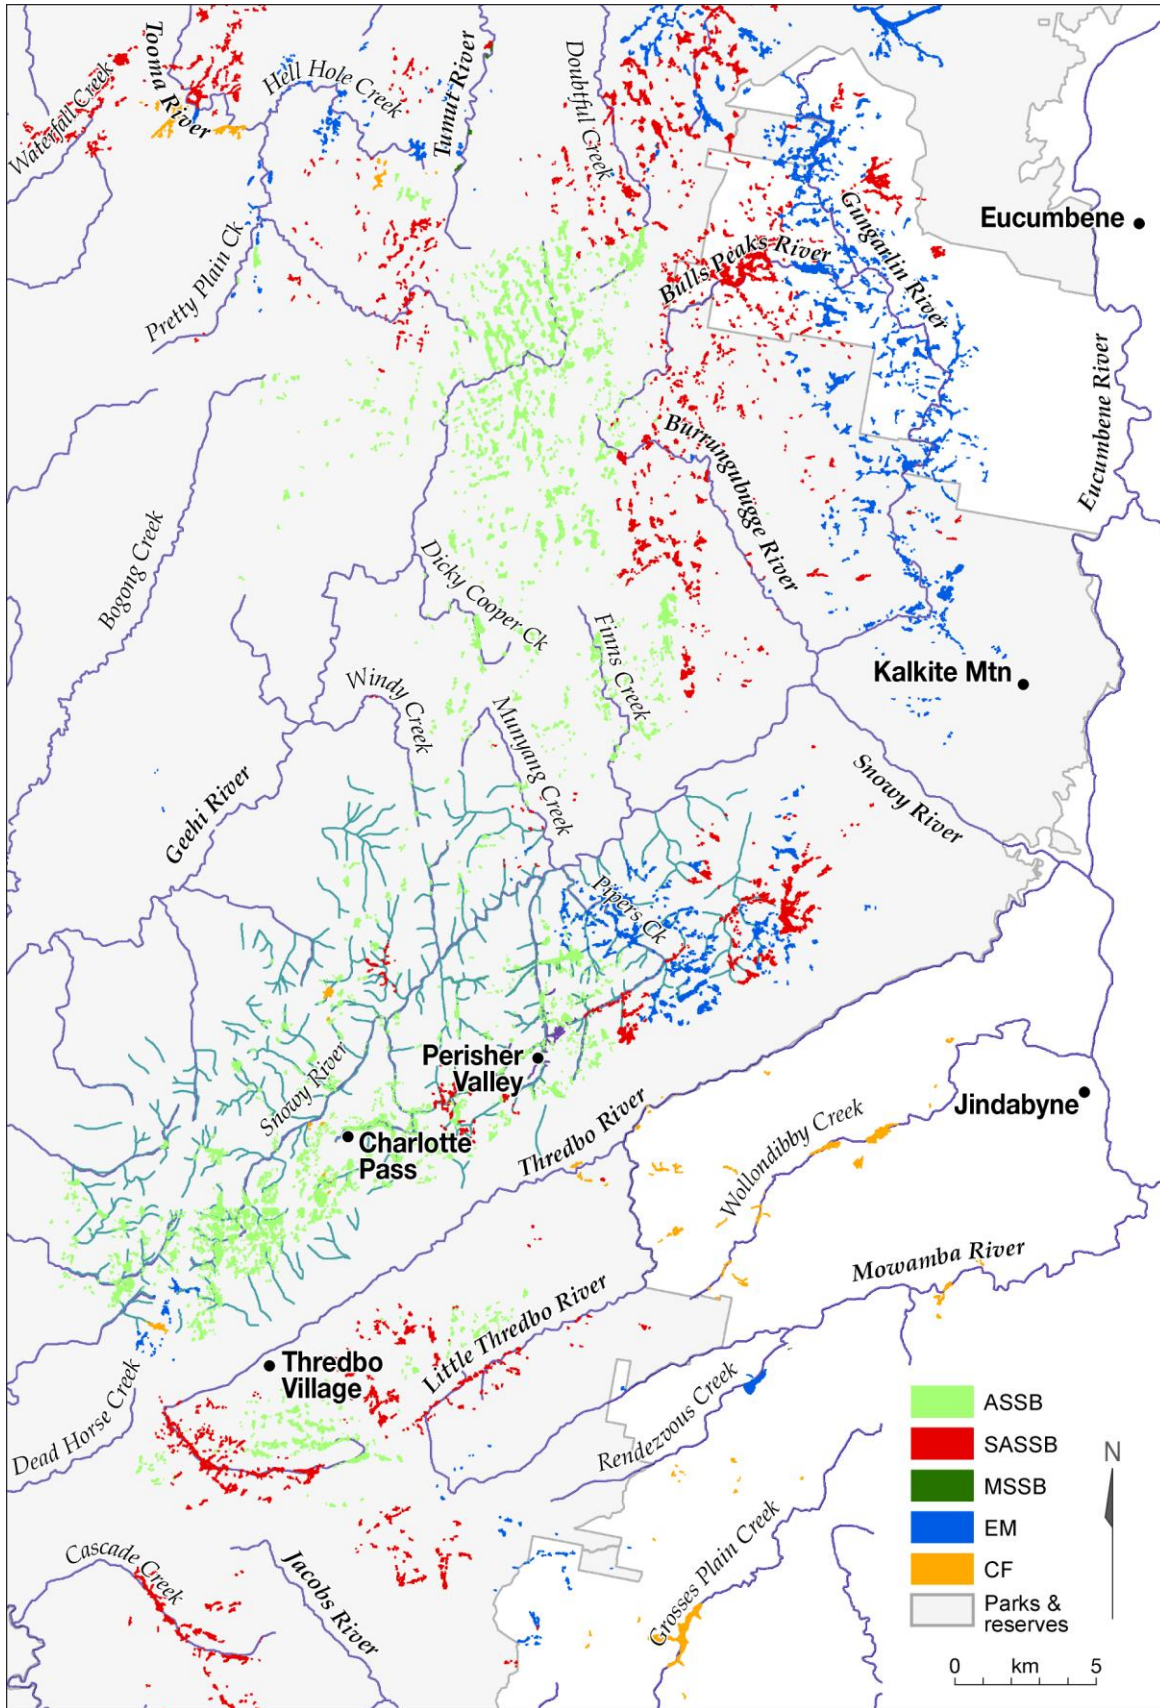 Tooma River
Waterfall Creek
Hell Hole Creek
Tumut River
Doubtful Creek
Eucumbene
Gungarlin River
Bulls Peaks River
Pretty Plain Ck
Eucumbene River
Burrungubugge River
Bogong Creek
Dicky Cooper Ck
Finns Creek
Kalkite Mtn
Windy Creek
Munyang Creek
Snowy River
Geehi River
Pipers Ck
Perisher
Valley
Snowy River
Jindabyne
Charlotte
Pass
Thredbo River
Wollondibby Creek
Mowamba River
Little Thredbo River
Thredbo
Village
Dead Horse Creek
Rendezvous Creek
Grosses Plain Creek
Cascade Creek
Jacobs River
ASSB
SASSB
MSSB
EM
CF
Parks &
reserves
N
0 km 5